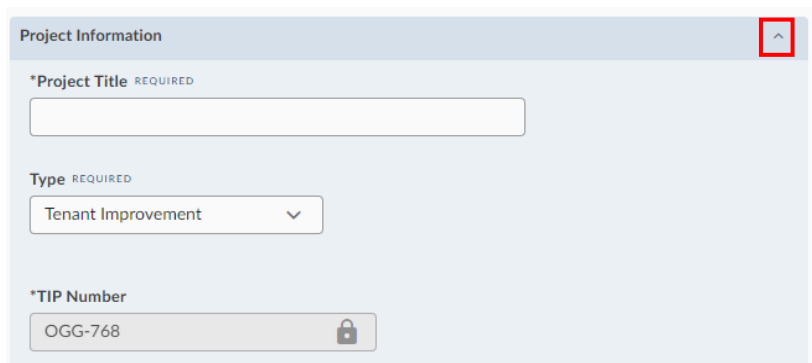 Project Information
*Project Title REQUIRED
Type REQUIRED
Tenant Improvement
*TIP Number
OGG-768